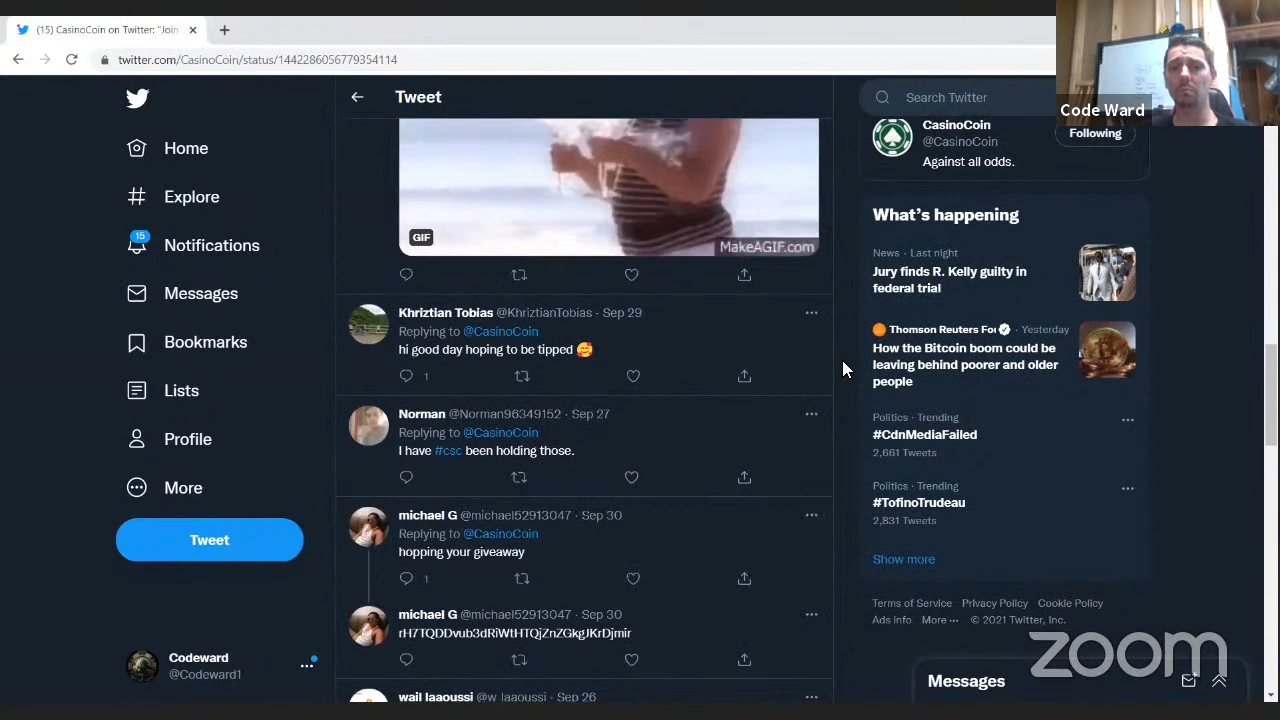 (15) CasinoCoin on Twitter: "Join
twitter.com/CasinoCoin/status/1442286056779354114
Code Ward
Home
Explore
15
Notifications
Messages
Bookmarks
Lists
Profile
More
Tweet
Codeward
@Codeward1
Tweet
GIF
MakeAGIF.com
Khriztian Tobias @KhriztianTobias · Sep 29
Replying to @CasinoCoin
hi good day hoping to be tipped 🥰
1
Norman @Norman96349152 · Sep 27
Replying to @CasinoCoin
I have #csc been holding those.
michael G @michael52913047 · Sep 30
Replying to @CasinoCoin
hopping your giveaway
1
michael G @michael52913047 · Sep 30
rH7TQDDvub3dRiWtHTQjZnZGkgJKrDjmir
wail laaoussi @w_laaoussi · Sep 26
Search Twitter
CasinoCoin
@CasinoCoin
Against all odds.
Following
What's happening
News · Last night
Jury finds R. Kelly guilty in
federal trial
Thomson Reuters Fou · Yesterday
How the Bitcoin boom could be
leaving behind poorer and older
people
Politics · Trending
#CdnMediaFailed
2,661 Tweets
Politics · Trending
#TofinoTrudeau
2,831 Tweets
Show more
Terms of Service Privacy Policy Cookie Policy
Ads info More ··· © 2021 Twitter, Inc.
zoom
Messages